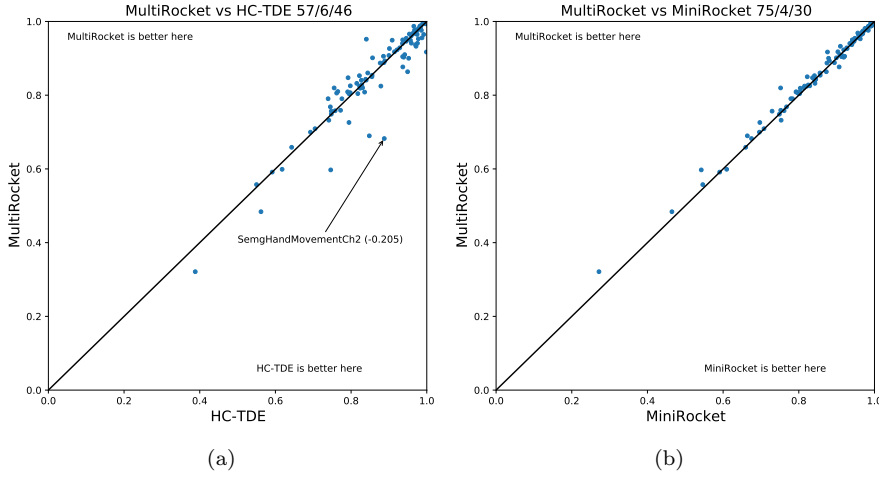 MultiRocket vs HC-TDE 57/6/46
MultiRocket is better here
1.0
0.8
0.6
0.4
0.2
0.0
MultiRocket
SemgHandMovementCh2 (-0.205)
HC-TDE is better here
0.0 0.2 0.4 0.6 0.8 1.0
HC-TDE
(a)
MultiRocket vs MiniRocket 75/4/30
MultiRocket is better here
1.0
0.8
0.6
0.4
0.2
0.0
MultiRocket
MiniRocket is better here
0.0 0.2 0.4 0.6 0.8 1.0
MiniRocket
(b)